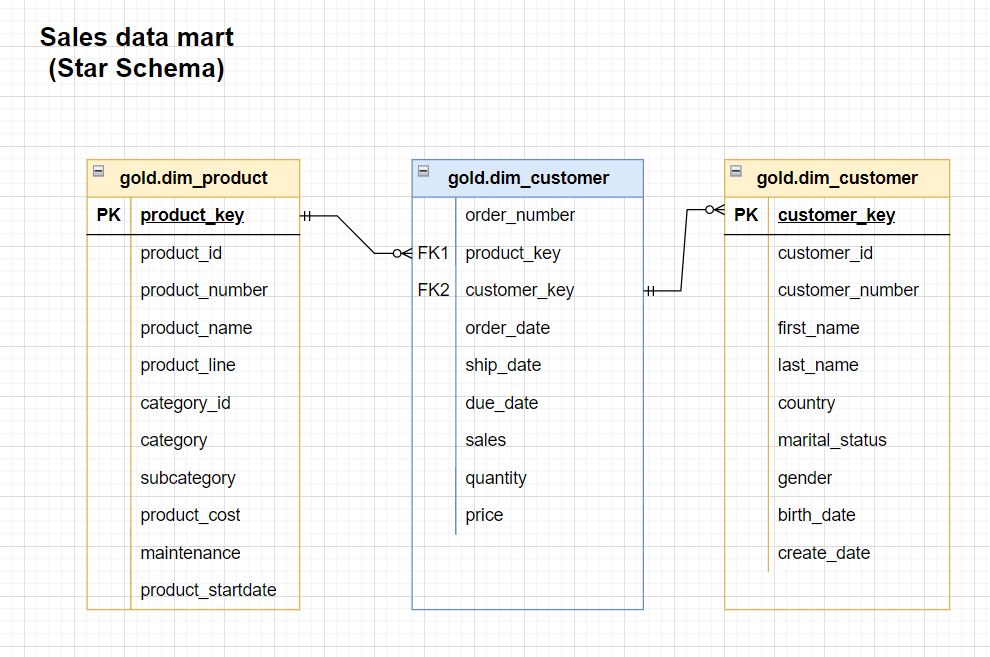 Sales data mart
(Star Schema)
gold.dim_product
PK product_key
product_id
product_number
product_name
product_line
category_id
category
subcategory
product_cost
maintenance
product_startdate
gold.dim_customer
order_number
FK1 product_key
FK2 customer_key
order_date
ship_date
due_date
sales
quantity
price
gold.dim_customer
PK customer_key
customer_id
customer_number
first_name
last_name
country
marital_status
gender
birth_date
create_date